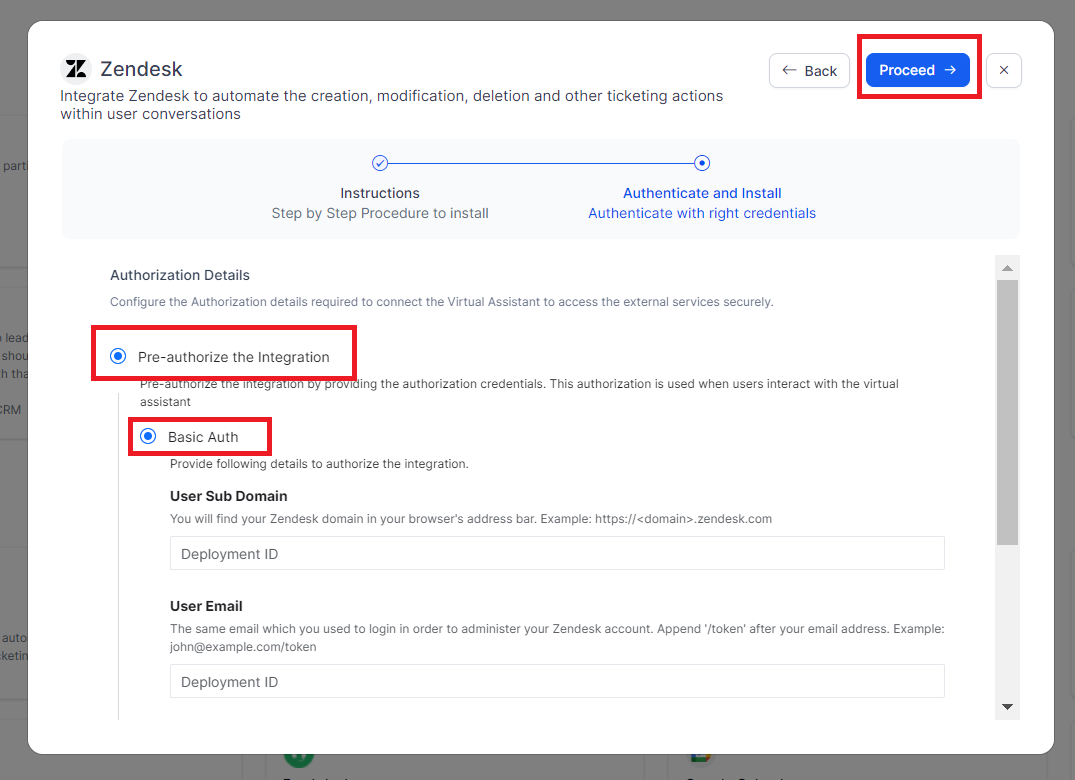 Zendesk
Back
Proceed
Integrate Zendesk to automate the creation, modification, deletion and other ticketing actions
within user conversations
Instructions
Step by Step Procedure to install
Authenticate and Install
Authenticate with right credentials
Authorization Details
Configure the Authorization details required to connect the Virtual Assistant to access the external services securely.
Pre-authorize the Integration
Pre-authorize the integration by providing the authorization credentials. This authorization is used when users interact with the virtual
assistant
Basic Auth
Provide following details to authorize the integration.
User Sub Domain
You will find your Zendesk domain in your browser's address bar. Example: https://<domain>.zendesk.com
Deployment ID
User Email
The same email which you used to login in order to administer your Zendesk account. Append '/token' after your email address. Example:
john@example.com/token
Deployment ID